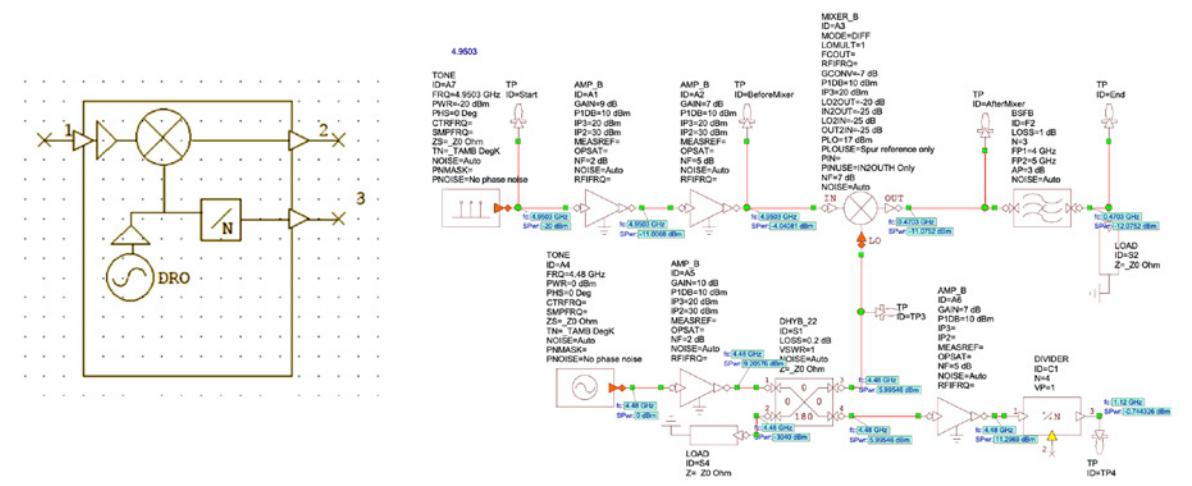 1
2
3
N
DRO
4.9503
TONE
ID=A7
FRQ=4.9503 GHz
PWR=-20 dBm
PHS=0 Deg
CTRFRQ=
SMPFRQ=
ZS=_Z0 Ohm
TN=_TAMB DegK
NOISE=Auto
PNMASK=
PNOISE=No phase noise
TP
ID=Start
fc: 4.9503 GHz
SPwr: -20 dBm
AMP_B
ID=A1
GAIN=9 dB
P1DB=10 dBm
IP3=20 dBm
IP2=30 dBm
MEASREF=
OPSAT=
NF=2 dB
NOISE=Auto
RFIFRQ=
fc: 4.9503 GHz
SPwr: -11.0068 dBm
AMP_B
ID=A2
GAIN=7 dB
P1DB=10 dBm
IP3=20 dBm
IP2=30 dBm
MEASREF=
OPSAT=
NF=5 dB
NOISE=Auto
RFIFRQ=
TP
ID=BeforeMixer
fc: 4.9503 GHz
SPwr: -4.04081 dBm
MIXER_B
ID=A3
MODE=DIFF
LOMULT=1
FCOUT=
RFIFRQ=
GCONV=-7 dB
P1DB=10 dBm
IP3=20 dBm
LO2OUT=-20 dBm
IN2OUT=-25 dB
LO2IN=-25 dB
OUT2IN=-25 dB
PLO=17 dBm
PLOUSE=Spur reference only
PIN=
PINUSE=IN2OUTH Only
NF=7 dB
NOISE=Auto
IN
OUT
LO
fc: 0.4703 GHz
SPwr: -11.0752 dBm
TP
ID=AfterMixer
BSFB
ID=F2
LOSS=1 dB
N=3
FP1=4 GHz
FP2=5 GHz
AP=3 dB
NOISE=Auto
TP
ID=End
fc: 0.4703 GHz
SPwr: -12.0752 dBm
LOAD
ID=S2
Z=_Z0 Ohm
TONE
ID=A4
FRQ=4.48 GHz
PWR=0 dBm
PHS=0 Deg
CTRFRQ=
SMPFRQ=
ZS=_Z0 Ohm
TN=_TAMB DegK
NOISE=Auto
PNMASK=
PNOISE=No phase noise
fc: 4.48 GHz
SPwr: 0 dBm
AMP_B
ID=A5
GAIN=10 dB
P1DB=10 dBm
IP3=20 dBm
IP2=30 dBm
MEASREF=
OPSAT=
NF=2 dB
NOISE=Auto
RFIFRQ=
fc: 4.48 GHz
SPwr: 9.20576 dBm
DHYB_22
ID=S1
LOSS=0.2 dB
VSWR=1
NOISE=Auto
Z=_Z0 Ohm
1
3
0
0
0
180
2
4
fc: 4.48 GHz
SPwr: -3040 dBm
LOAD
ID=S4
Z=_Z0 Ohm
TP
ID=TP3
fc: 4.48 GHz
SPwr: 5.99546 dBm
fc: 4.48 GHz
SPwr: 5.99546 dBm
AMP_B
ID=A6
GAIN=7 dB
P1DB=10 dBm
IP3=
IP2=
MEASREF=
OPSAT=
NF=5 dB
NOISE=Auto
RFIFRQ=
fc: 4.48 GHz
SPwr: 11.2969 dBm
DIVIDER
ID=C1
N=4
VP=1
1
/N
3
2
fc: 1.12 GHz
SPwr: -0.744326 dBm
TP
ID=TP4